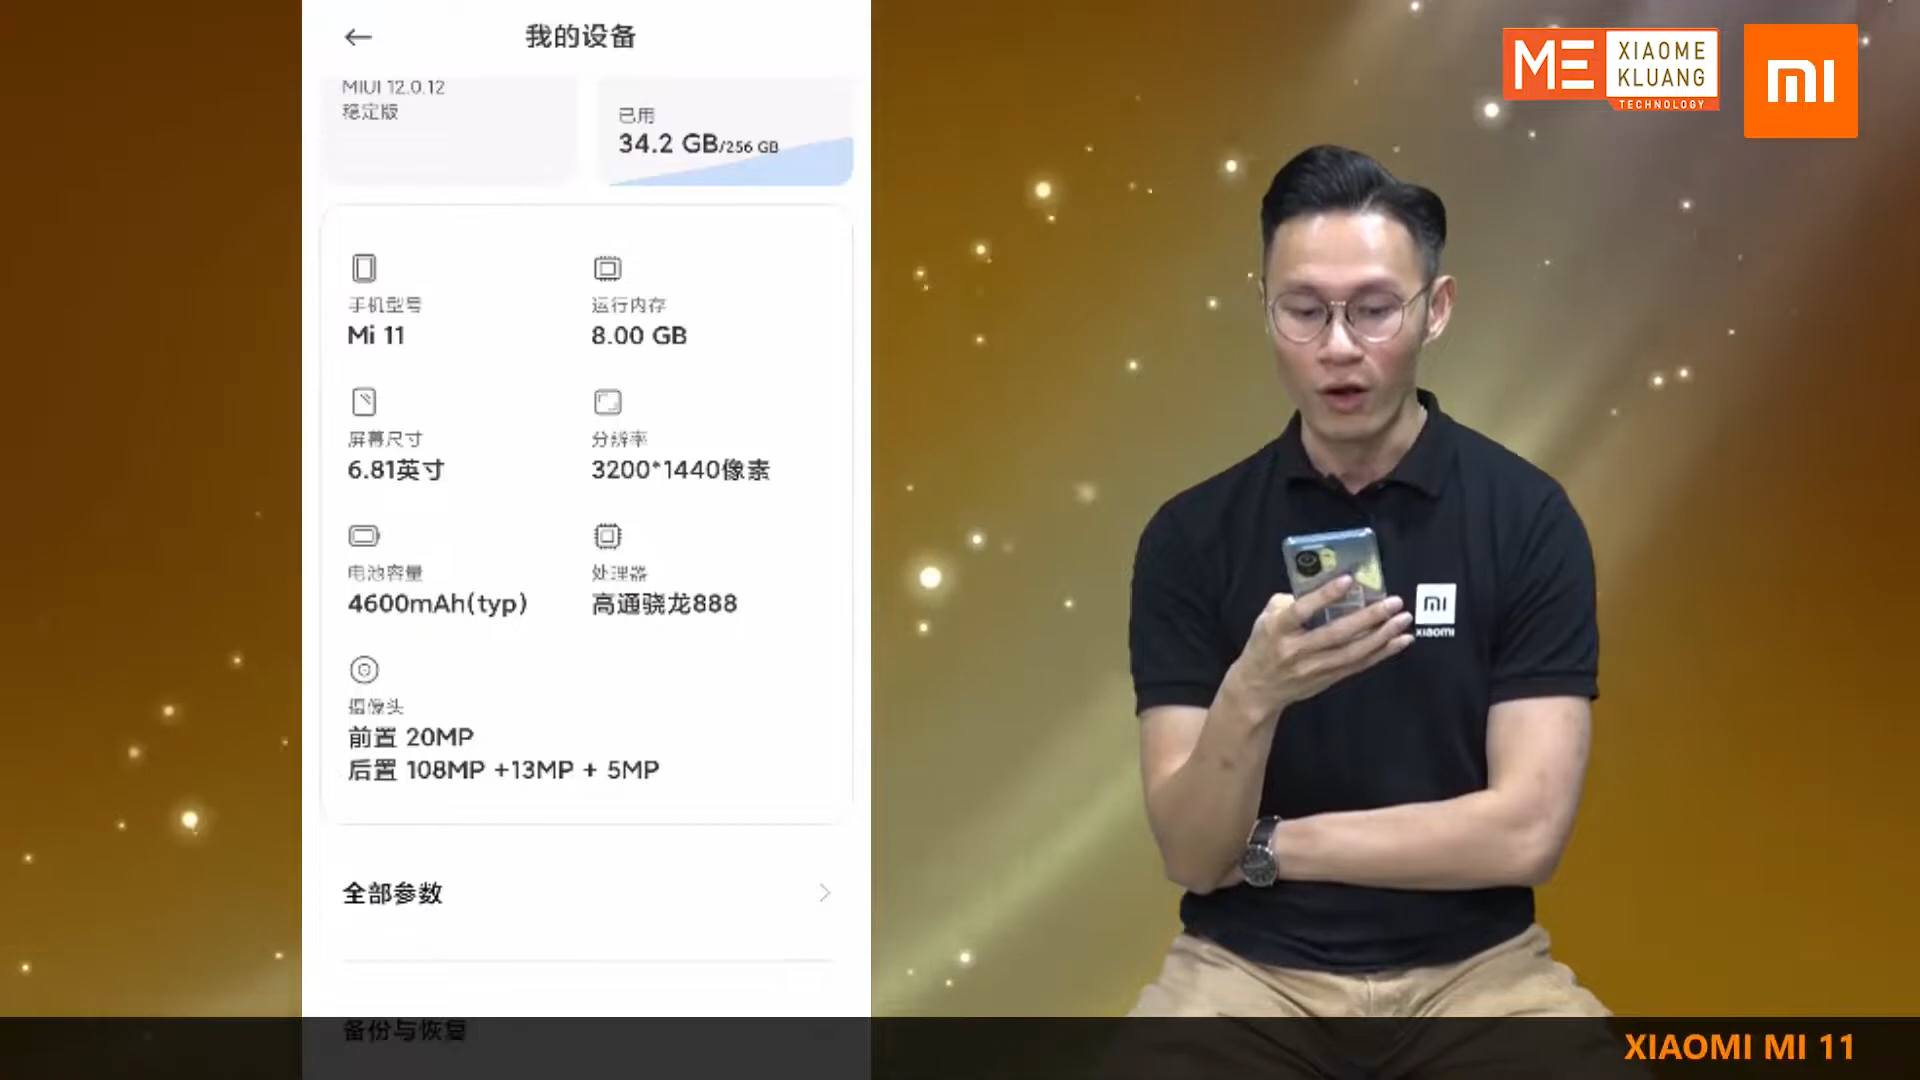 我的设备
MIUI 12.0.12
稳定版
已用
34.2 GB/256 GB
手机型号
Mi 11
运行内存
8.00 GB
屏幕尺寸
6.81英寸
分辨率
3200*1440像素
电池容量
4600mAh(typ)
处理器
高通骁龙888
摄像头
前置 20MP
后置 108MP +13MP + 5MP
全部参数
备份与恢复
ME
XIAOME
KLUANG
TECHNOLOGY
mi
mi
xiaomi
XIAOMI MI 11